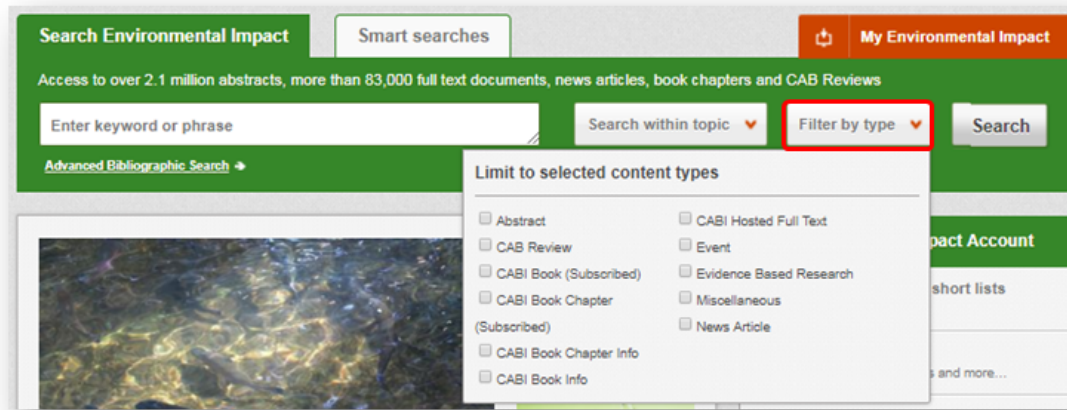 Search Environmental Impact
Smart searches
My Environmental Impact
Access to over 2.1 million abstracts, more than 83,000 full text documents, news articles, book chapters and CAB Reviews
Enter keyword or phrase
Search within topic
Filter by type
Search
Advanced Bibliographic Search
Limit to selected content types
Abstract
CAB Review
CABI Book (Subscribed)
CABI Book Chapter
(Subscribed)
CABI Book Chapter Info
CABI Book Info
CABI Hosted Full Text
Event
Evidence Based Research
Miscellaneous
News Article
Account
short lists
and more...